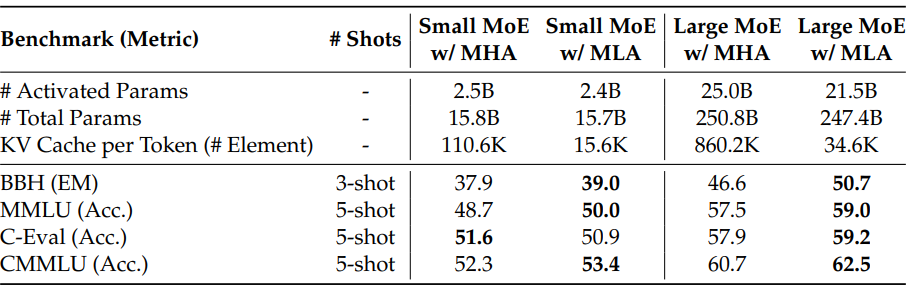 Benchmark (Metric) # Shots Small MoE w/ MHA Small MoE w/ MLA Large MoE w/ MHA Large MoE w/ MLA
# Activated Params - 2.5B 2.4B 25.0B 21.5B
# Total Params - 15.8B 15.7B 250.8B 247.4B
KV Cache per Token (# Element) - 110.6K 15.6K 860.2K 34.6K
BBH (EM) 3-shot 37.9 39.0 46.6 50.7
MMLU (Acc.) 5-shot 48.7 50.0 57.5 59.0
C-Eval (Acc.) 5-shot 51.6 50.9 57.9 59.2
CMMLU (Acc.) 5-shot 52.3 53.4 60.7 62.5